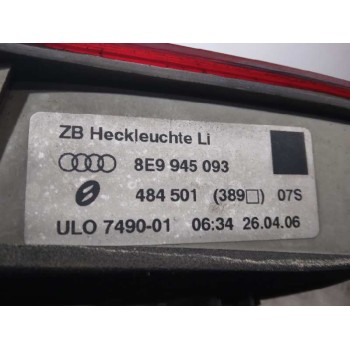 ZB Heckleuchte Li
8E9 945 093
484 501 (389□) 07S
ULO 7490-01 06:34 26.04.06